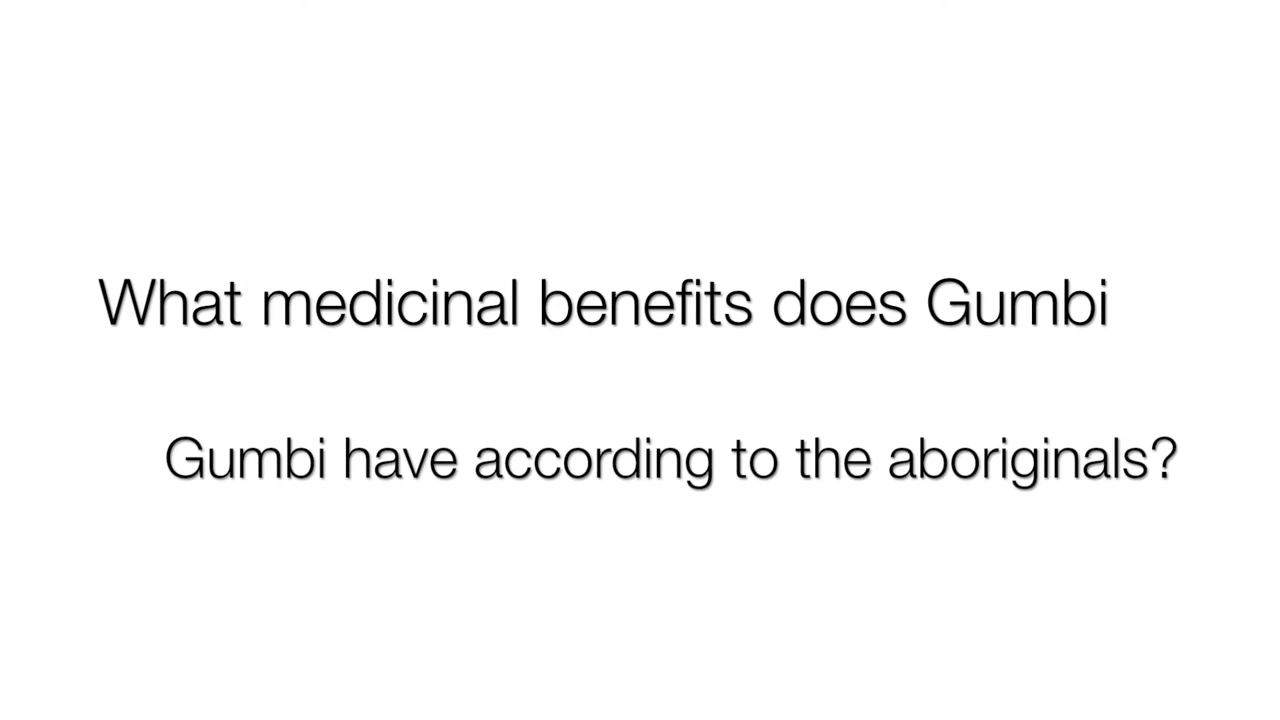 What medicinal benefits does Gumbi
Gumbi have according to the aboriginals?